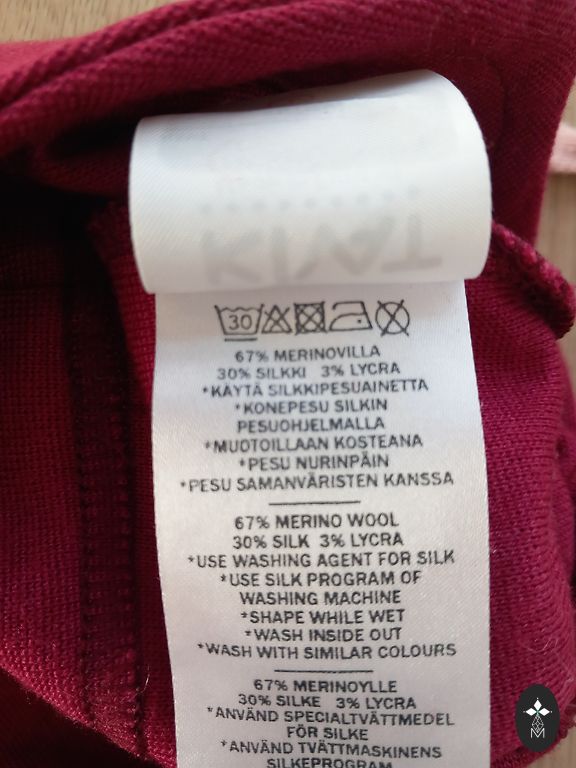 30
67% MERINOVILLA
30% SILKKI 3% LYCRA
*KÄYTÄ SILKKIPESUAINETTA
*KONEPESU SILKIN
PESUOHJELMALLA
*MUOTOILLAAN KOSTEANA
*PESU NURINPÄIN
*PESU SAMANVÄRISTEN KANSSA
67% MERINO WOOL
30% SILK 3% LYCRA
*USE WASHING AGENT FOR SILK
*USE SILK PROGRAM OF
WASHING MACHINE
*SHAPE WHILE WET
*WASH INSIDE OUT
*WASH WITH SIMILAR COLOURS
67% MERINOYLLE
30% SILKE 3% LYCRA
*ANVÄND SPECIALTVÄTTMEDEL
FÖR SILKE
*ANVÄND TVÄTTMASKINENS
SILKEPROGRAM
M